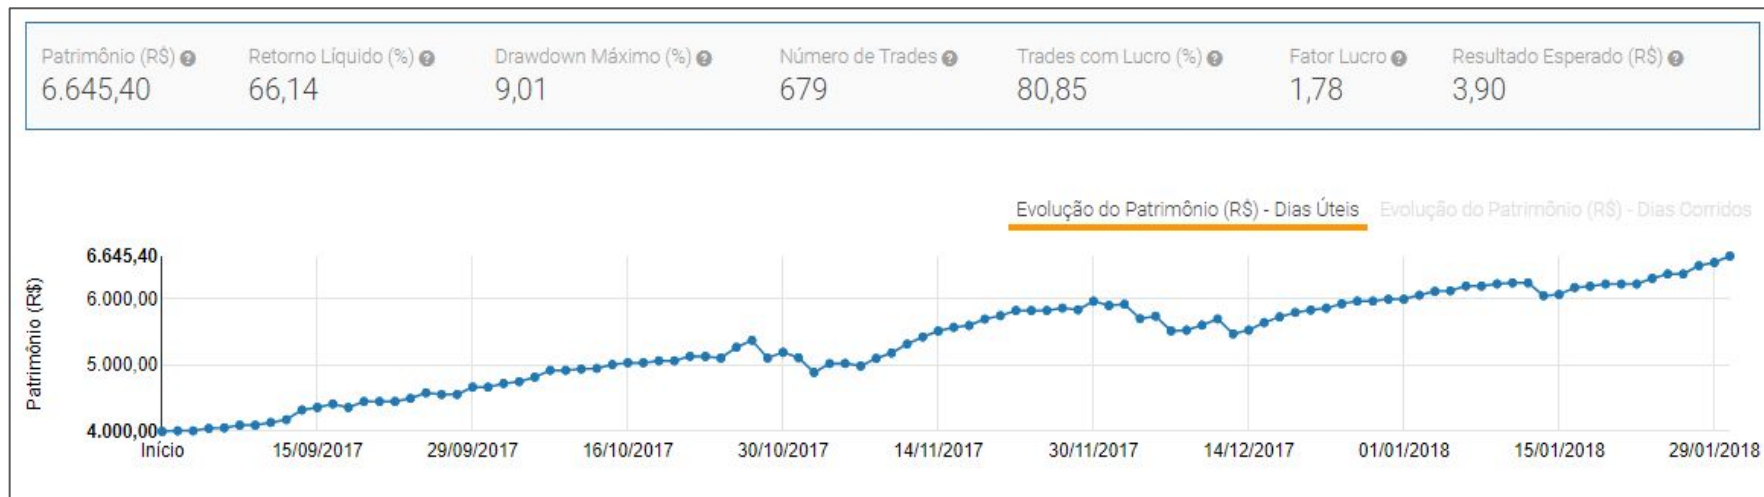 Patrimônio (R$) ? Retorno Líquido (%) ? Drawdown Máximo (%) ? Número de Trades ? Trades com Lucro (%) ? Fator Lucro ? Resultado Esperado (R$) ?
6.645,40 66,14 9,01 679 80,85 1,78 3,90
Evolução do Patrimônio (R$) - Dias Úteis Evolução do Patrimônio (R$) - Dias Corridos
Patrimônio (R$)
6.645,40
6.000,00
5.000,00
4.000,00
Início 15/09/2017 29/09/2017 16/10/2017 30/10/2017 14/11/2017 30/11/2017 14/12/2017 01/01/2018 15/01/2018 29/01/2018